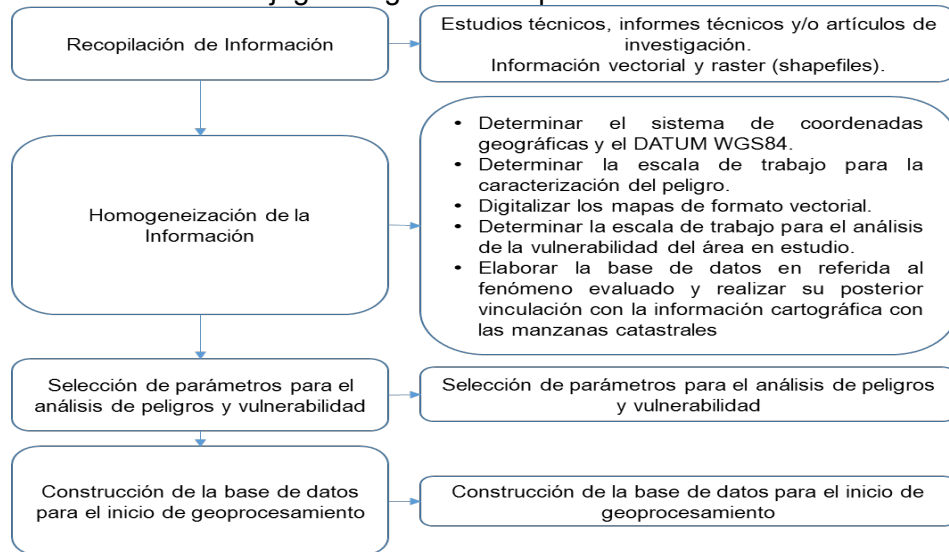 Recopilación de Información
Estudios técnicos, informes técnicos y/o artículos de
investigación.
Información vectorial y raster (shapefiles).
Homogeneización de la
Información
• Determinar el sistema de coordenadas
geográficas y el DATUM WGS84.
• Determinar la escala de trabajo para la
caracterización del peligro.
• Digitalizar los mapas de formato vectorial.
• Determinar la escala de trabajo para el análisis
de la vulnerabilidad del área en estudio.
• Elaborar la base de datos en referida al
fenómeno evaluado y realizar su posterior
vinculación con la información cartográfica con
las manzanas catastrales
Selección de parámetros para el
análisis de peligros y vulnerabilidad
Selección de parámetros para el análisis de peligros
y vulnerabilidad
Construcción de la base de datos
para el inicio de geoprocesamiento
Construcción de la base de datos para el inicio de
geoprocesamiento